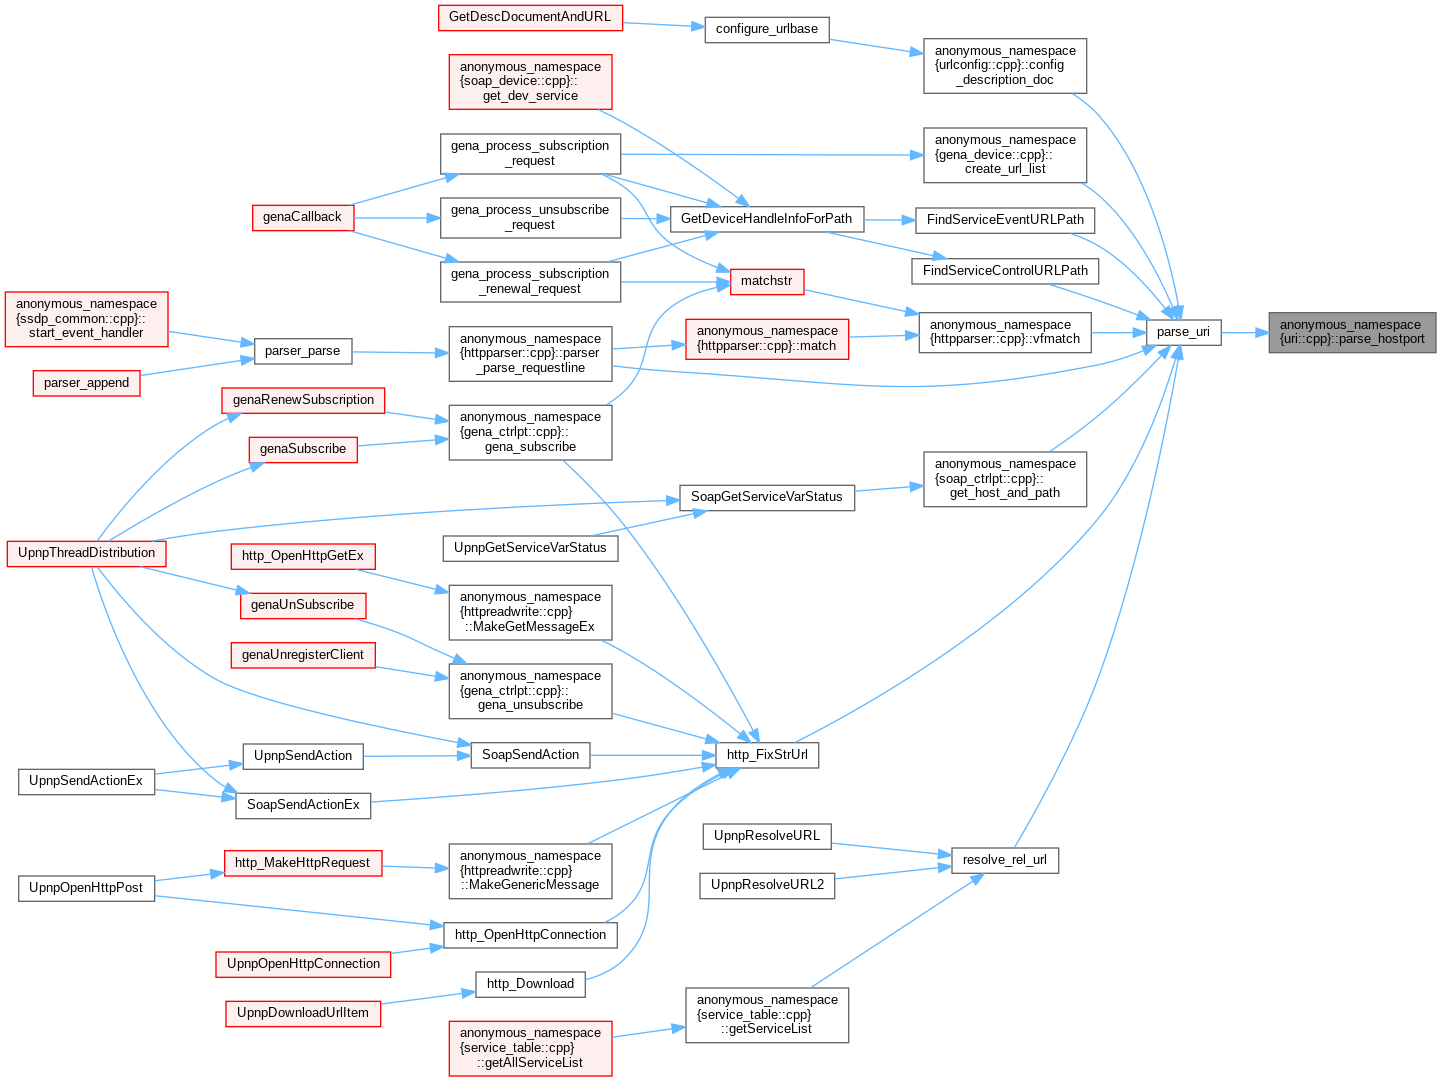 GetDescDocumentAndURL
configure_urlbase
anonymous_namespace
{urlconfig::cpp}::config
_description_doc
anonymous_namespace
{soap_device::cpp}::
get_dev_service
gena_process_subscription
_request
anonymous_namespace
{gena_device::cpp}::
create_url_list
genaCallback
gena_process_unsubscribe
_request
GetDeviceHandleInfoForPath
FindServiceEventURLPath
gena_process_subscription
_renewal_request
matchstr
FindServiceControlURLPath
anonymous_namespace
{ssdp_common::cpp}::
start_event_handler
parser_parse
anonymous_namespace
{httpparser::cpp}::parser
_parse_requestline
anonymous_namespace
{httpparser::cpp}::match
anonymous_namespace
{httpparser::cpp}::vfmatch
parse_uri
anonymous_namespace
{uri::cpp}::parse_hostport
parser_append
genaRenewSubscription
genaSubscribe
anonymous_namespace
{gena_ctrlpt::cpp}::
gena_subscribe
anonymous_namespace
{soap_ctrlpt::cpp}::
get_host_and_path
SoapGetServiceVarStatus
UpnpThreadDistribution
http_OpenHttpGetEx
UpnpGetServiceVarStatus
genaUnSubscribe
anonymous_namespace
{httpreadwrite::cpp}
::MakeGetMessageEx
genaUnregisterClient
anonymous_namespace
{gena_ctrlpt::cpp}::
gena_unsubscribe
UpnpSendActionEx
UpnpSendAction
SoapSendAction
http_FixStrUrl
SoapSendActionEx
UpnpResolveURL
http_MakeHttpRequest
anonymous_namespace
{httpreadwrite::cpp}
::MakeGenericMessage
resolve_rel_url
UpnpOpenHttpPost
UpnpResolveURL2
http_OpenHttpConnection
UpnpOpenHttpConnection
http_Download
UpnpDownloadUrlItem
anonymous_namespace
{service_table::cpp}
::getServiceList
anonymous_namespace
{service_table::cpp}
::getAllServiceList